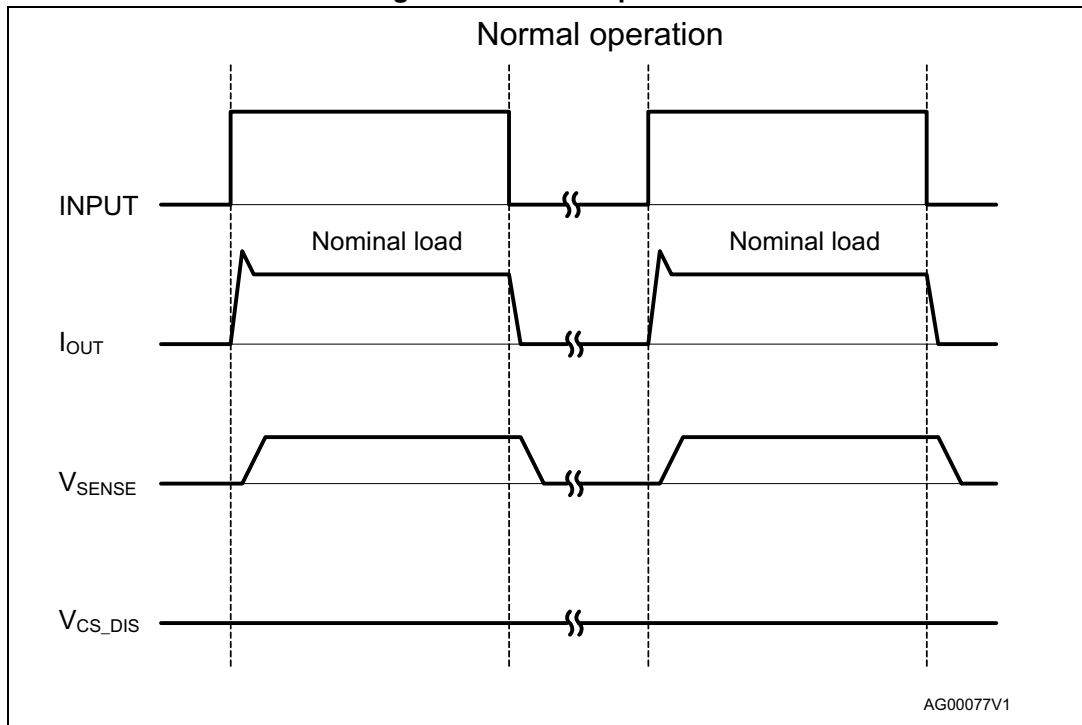 Normal operation
INPUT
Nominal load
Nominal load
IOUT
VSENSE
VCS_DIS
AG00077V1